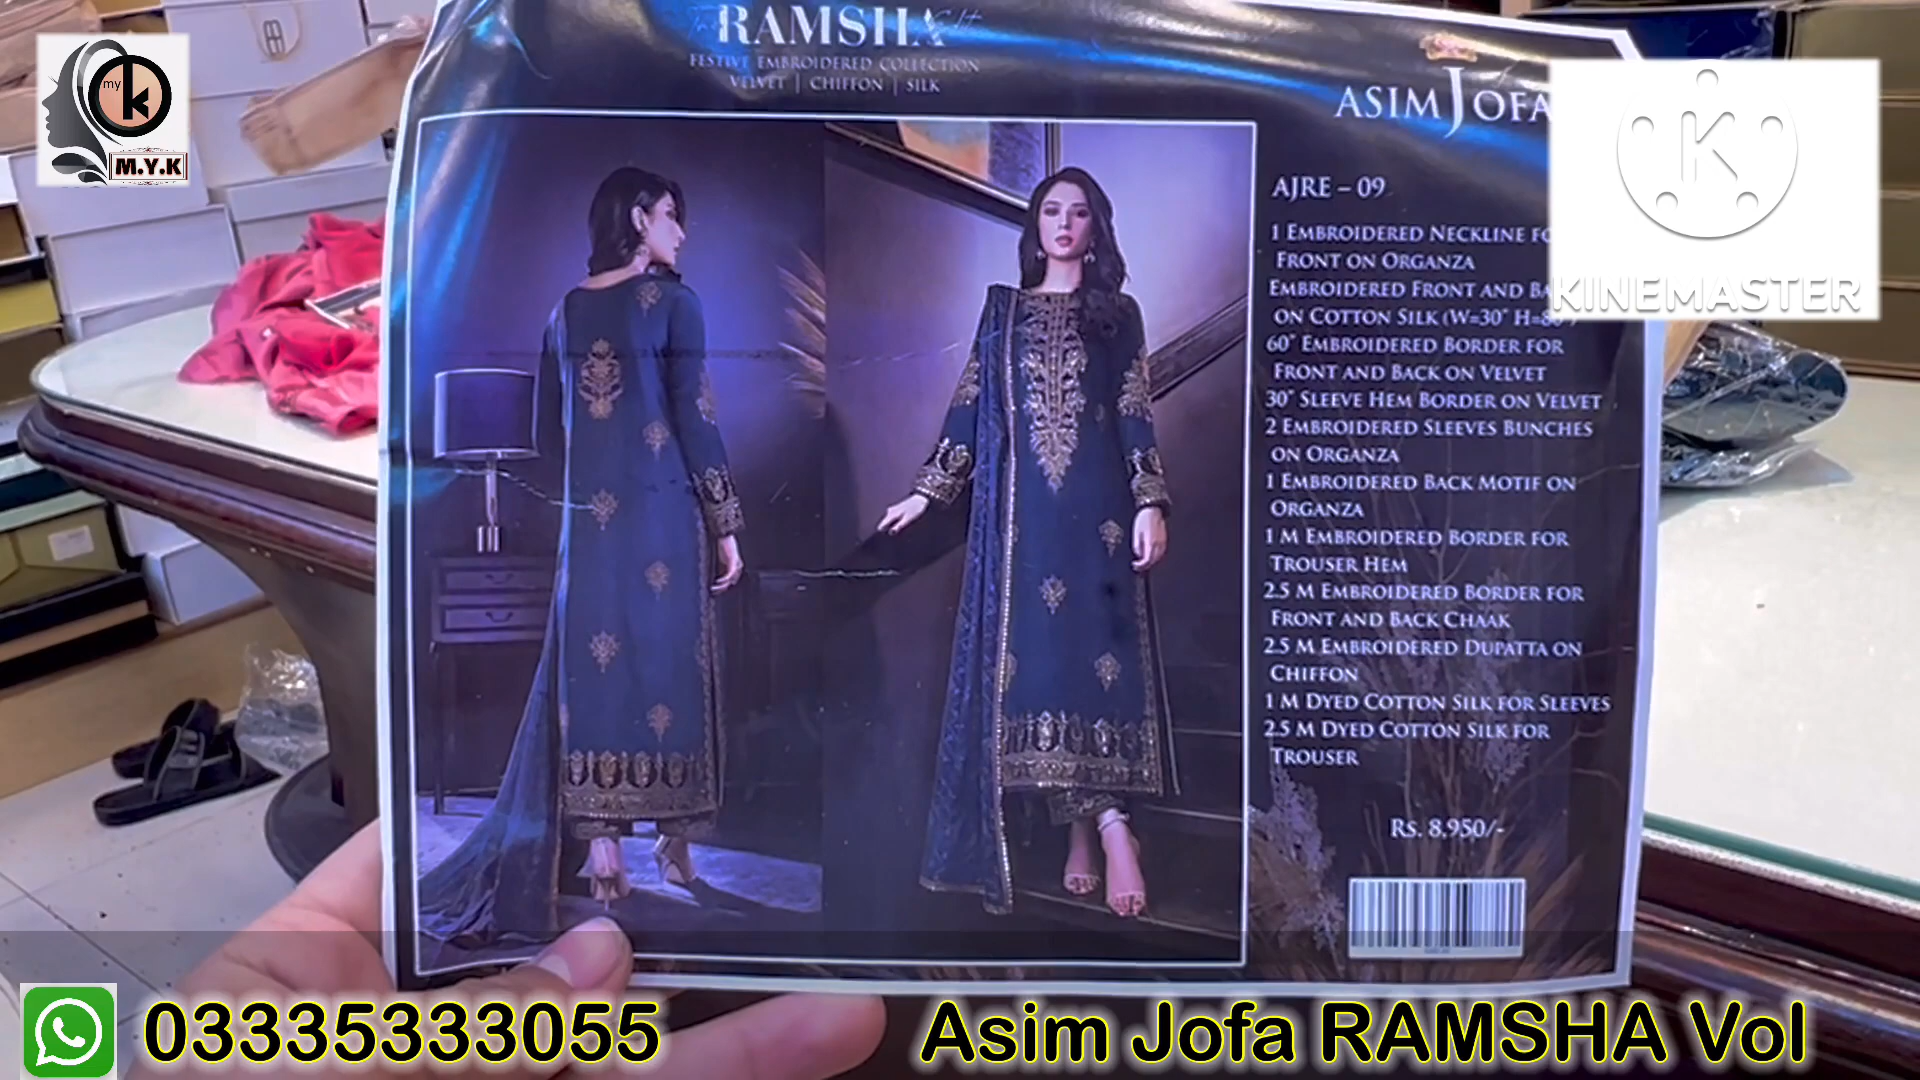 RAMSHA
FESTIVE EMBROIDERED COLLECTION
VELVET | CHIFFON | SILK
ASIM JOFA
my
k
M.Y.K
K
KINEMASTER
AJRE – 09
1 EMBROIDERED NECKLINE
FRONT ON ORGANZA
EMBROIDERED FRONT AND
ON COTTON SILK (W=30"
60" EMBROIDERED BORDER FOR
FRONT AND BACK ON VELVET
30" SLEEVE HEM BORDER ON VELVET
2 EMBROIDERED SLEEVES BUNCHES
ON ORGANZA
1 EMBROIDERED BACK MOTIF ON
ORGANZA
1 M EMBROIDERED BORDER FOR
TROUSER HEM
2.5 M EMBROIDERED BORDER FOR
FRONT AND BACK CHAAK
2.5 M EMBROIDERED DUPATTA ON
CHIFFON
1 M DYED COTTON SILK FOR SLEEVES
2.5 M DYED COTTON SILK FOR
TROUSER
RS. 8,950/-
03335333055
Asim Jofa RAMSHA Vol